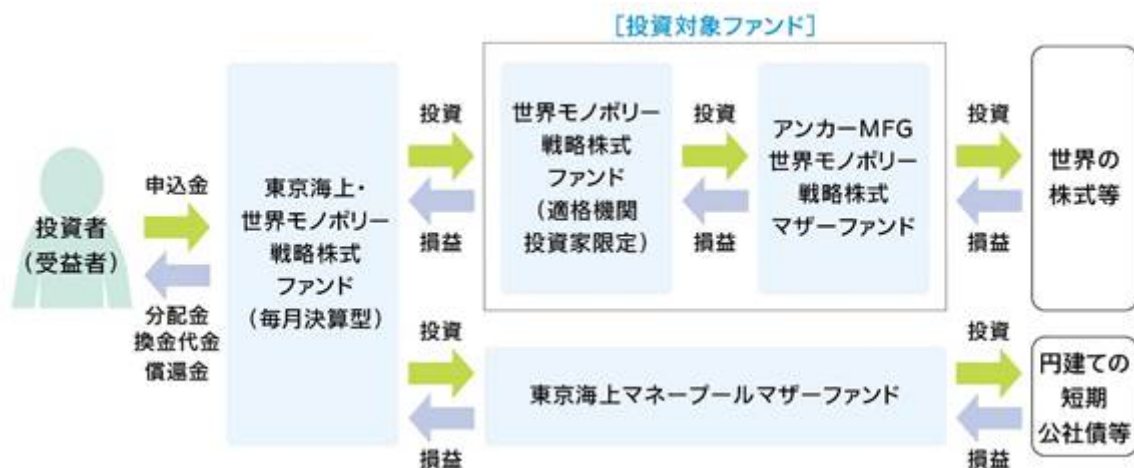 [投資対象ファンド]
投資者
(受益者)
申込金
分配金
換金代金
償還金
東京海上・
世界モノポリー
戦略株式
ファンド
(毎月決算型)
投資
損益
世界モノポリー
戦略株式
ファンド
(適格機関
投資家限定)
投資
損益
アンカーMFG
世界モノポリー
戦略株式
マザーファンド
投資
損益
世界の
株式等
投資
損益
東京海上マネープールマザーファンド
投資
損益
円建ての
短期
公社債等